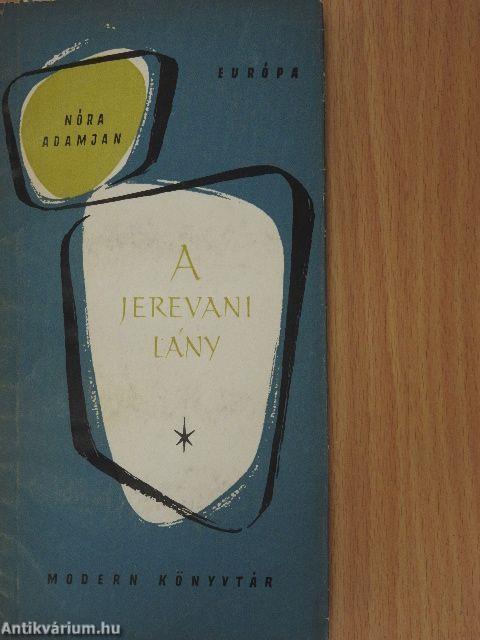 EURÓPA
NÓRA
ADAMJAN
A
JEREVANI
LÁNY
MODERN KÖNYVTÁR
Antikvárium.hu